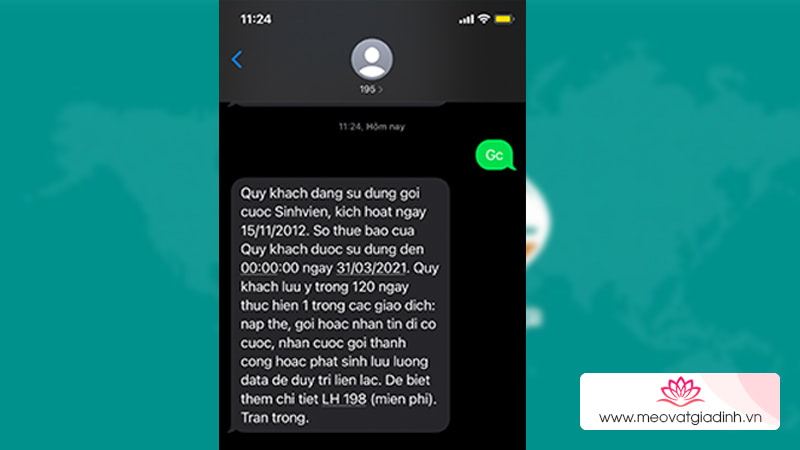 11:24
195 >
11:24, Hôm nay
Gc
Quy khach dang su dung goi
cuoc Sinhvien, kich hoat ngay
15/11/2012. So thue bao cua
Quy khach duoc su dung den
00:00:00 ngay 31/03/2021. Quy
khach luu y trong 120 ngay
thuc hien 1 trong cac giao dich:
nap the, goi hoac nhan tin di co
cuoc, nhan cuoc goi thanh
cong hoac phat sinh luu luong
data de duy tri lien lac. De biet
them chi tiet LH 198 (mien phi).
Tran trong.
www.meovatgiadinh.vn